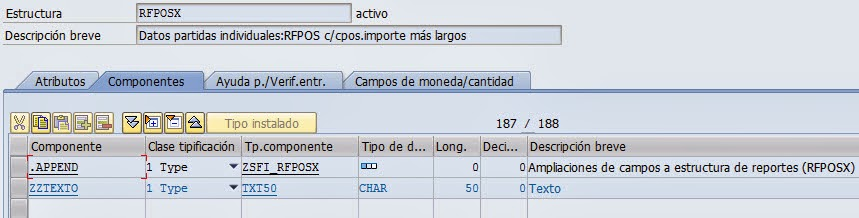 Estructura RFPOSX activo
Descripción breve Datos partidas individuales:RFPOS c/cpos.importe más largos
Atributos Componentes Ayuda p./Verif.entr. Campos de moneda/cantidad
Tipo instalado 187 / 188
Componente Clase tipificación Tp.componente Tipo de d... Long. Deci... Descripción breve
.APPEND 1 Type ZSFI_RFPOSX 0 0 Ampliaciones de campos a estructura de reportes (RFPOSX)
ZZTEXTO 1 Type TXT50 CHAR 50 0 Texto